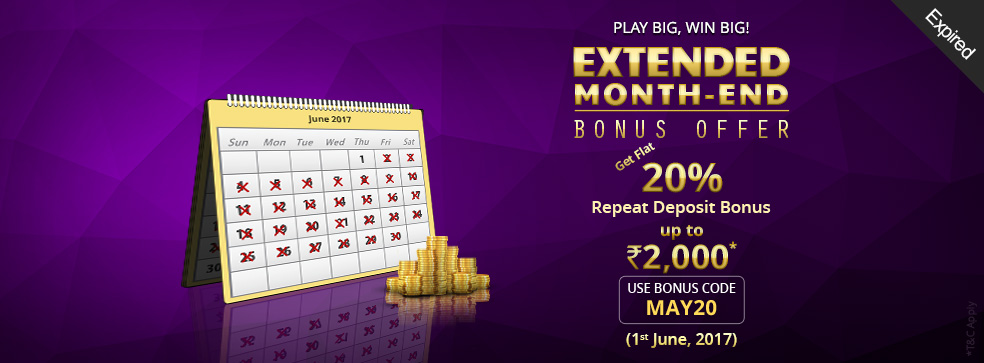 PLAY BIG, WIN BIG!
EXTENDED
MONTH-END
BONUS OFFER
Get Flat
20%
Repeat Deposit Bonus
up to
₹2,000*
USE BONUS CODE
MAY20
(1st June, 2017)
Expired
*T&C Apply
June 2017
Sun Mon Tue Wed Thu Fri Sat
1 2 3
4 5 6 7 8 9 10
11 12 13 14 15 16 17
18 19 20 21 22 23 24
25 26 27 28 29 30
30